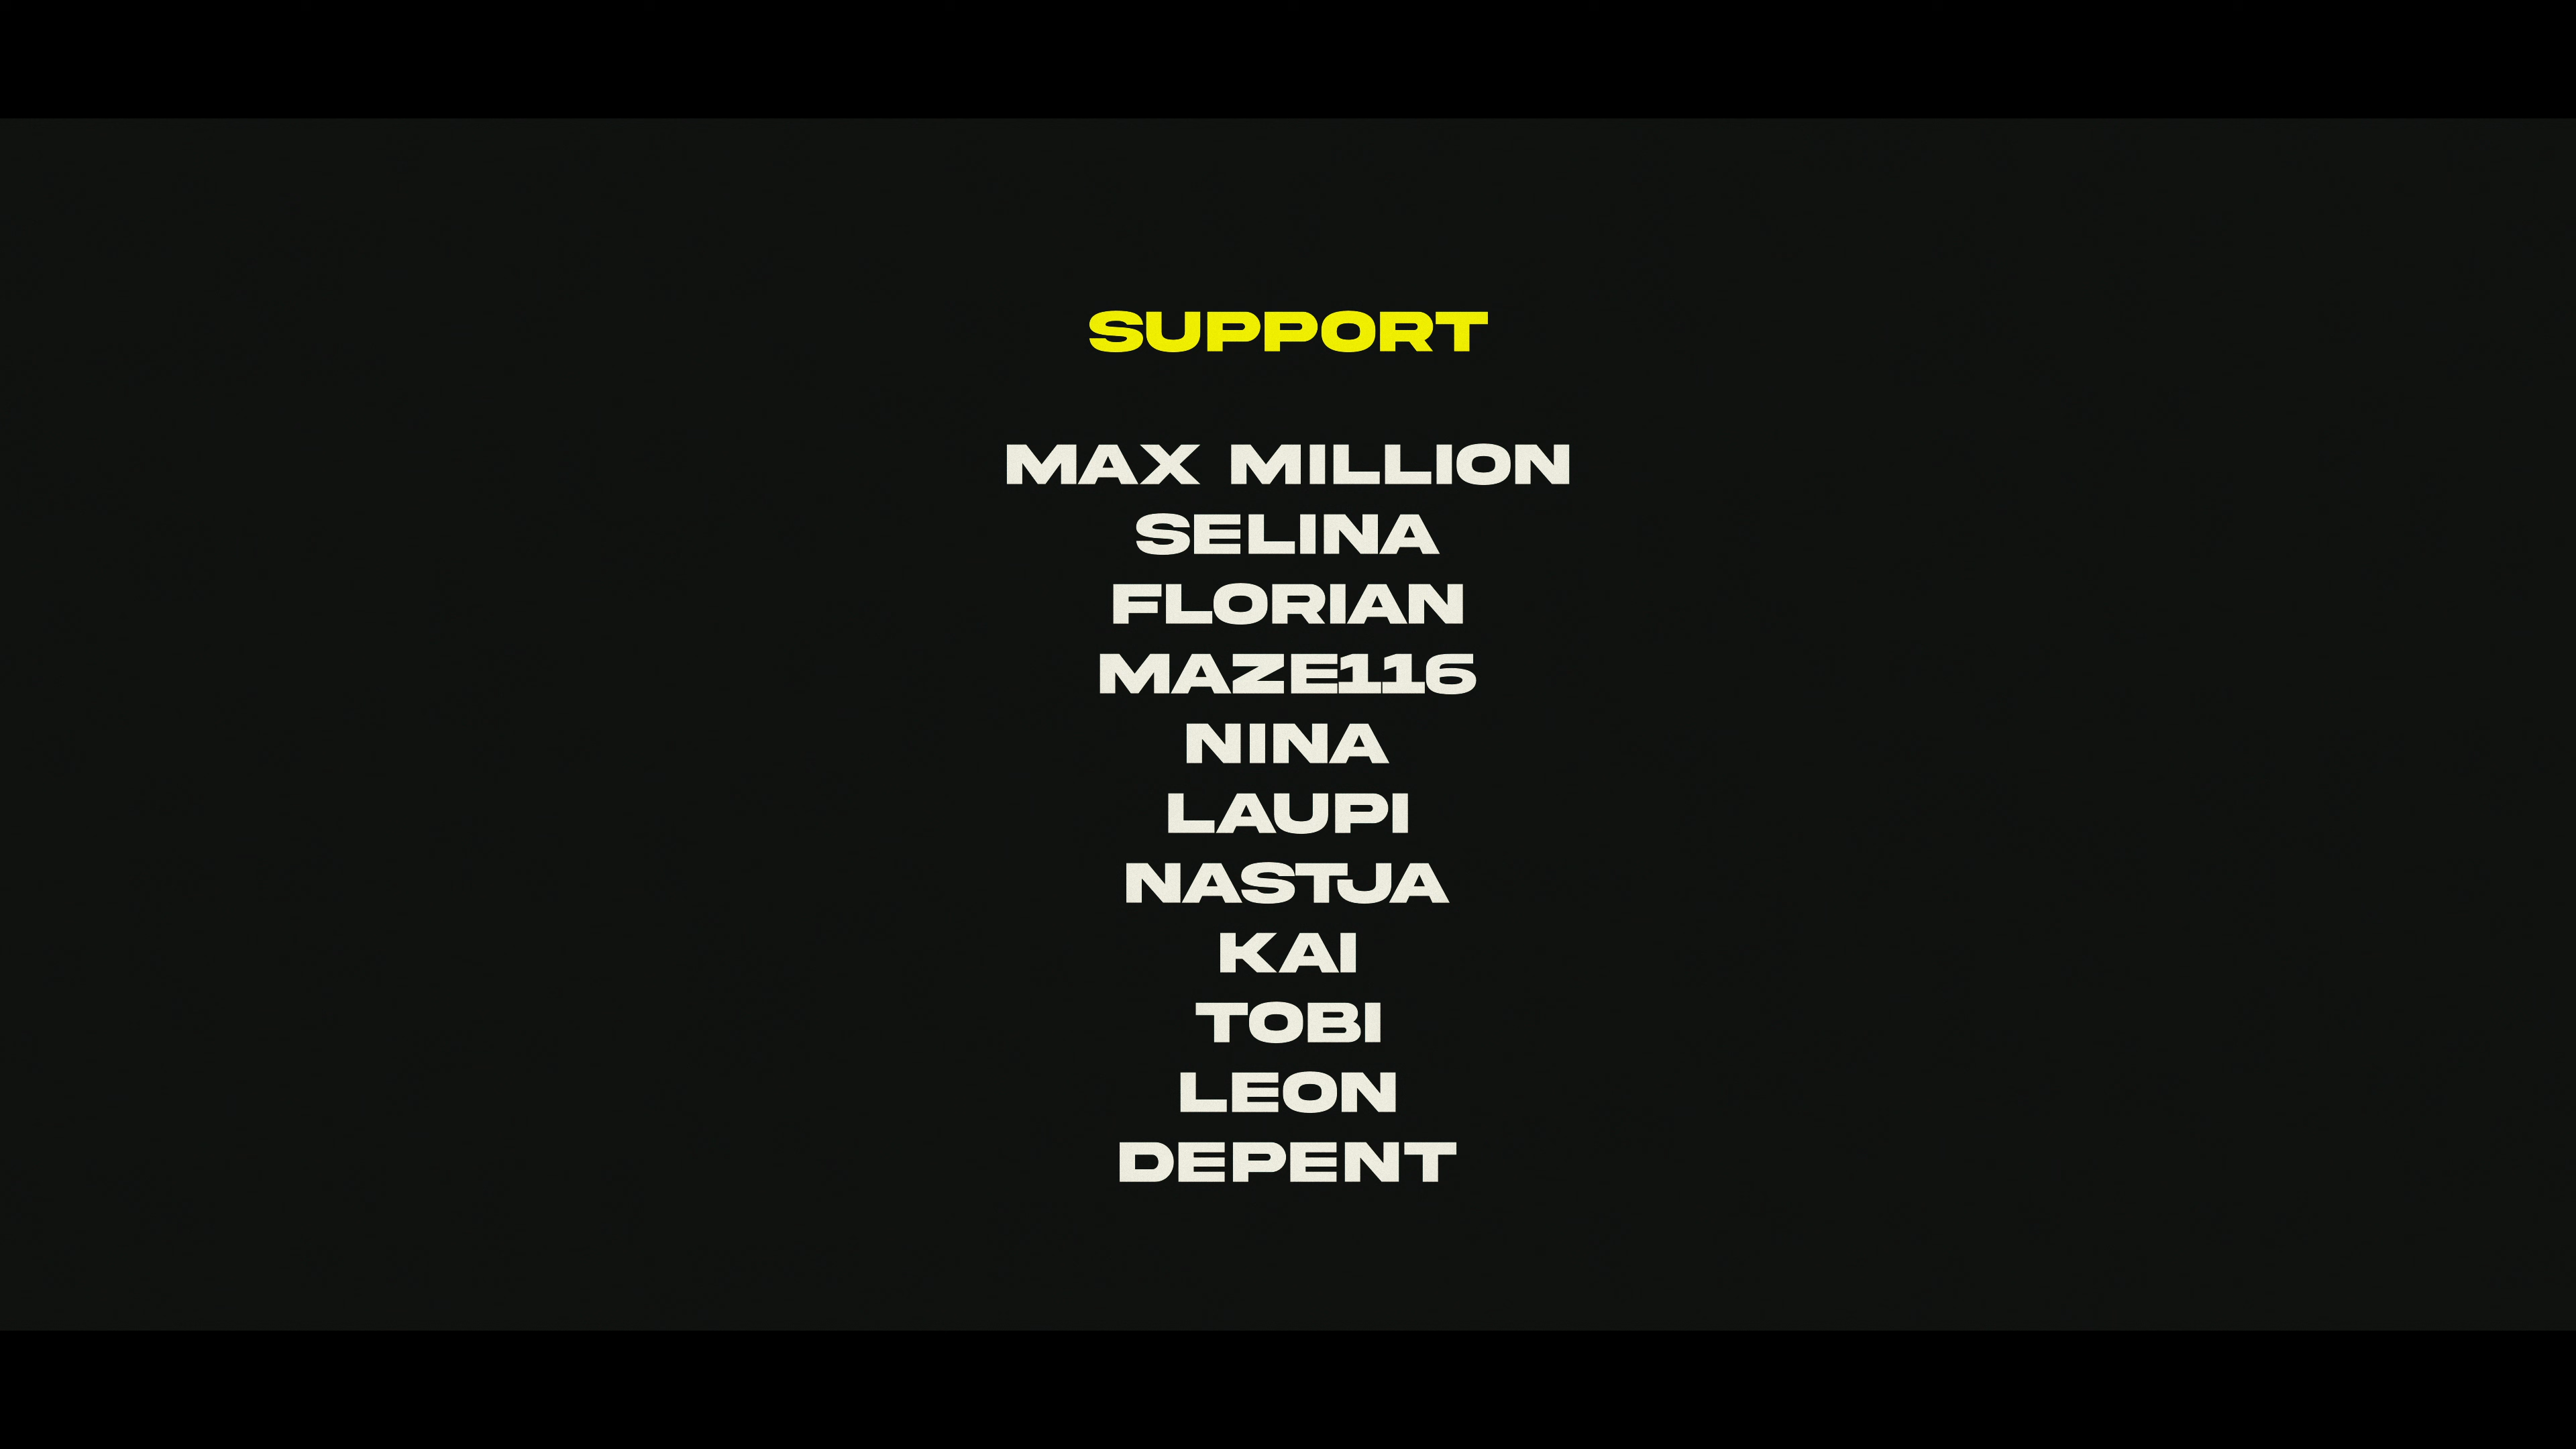 SUPPORT
MAX MILLION
SELINA
FLORIAN
MAZE116
NINA
LAUPI
NASTJA
KAI
TOBI
LEON
DEPENT